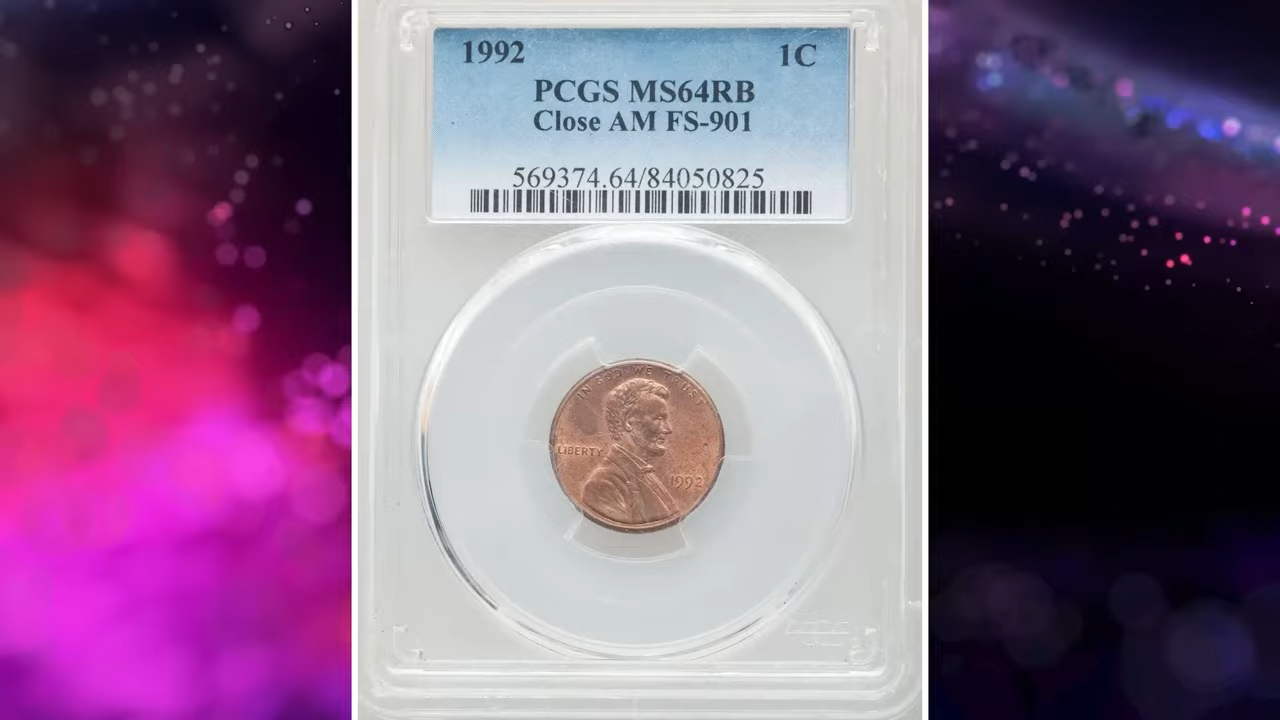 1992 1C
PCGS MS64RB
Close AM FS-901
569374.64/84050825
IN GOD WE TRUST
LIBERTY
1992